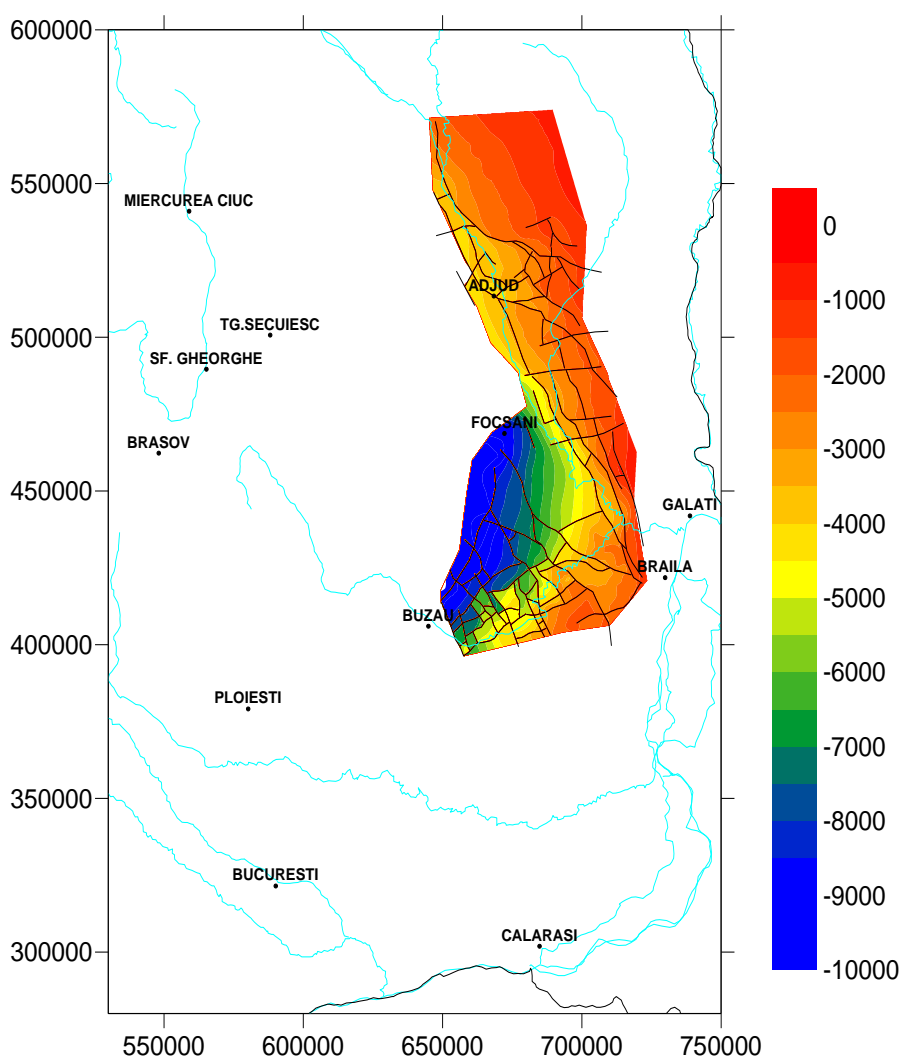 600000
550000
MIERCUREA CIUC
0
ADJUD
-1000
TG.SECUIESC
500000
SF. GHEORGHE
-2000
FOCSANI
BRASOV
-3000
450000
GALATI
-4000
BRAILA
BUZAU
-5000
400000
-6000
PLOIESTI
-7000
350000
-8000
BUCURESTI
-9000
CALARASI
300000
-10000
550000 600000 650000 700000 750000